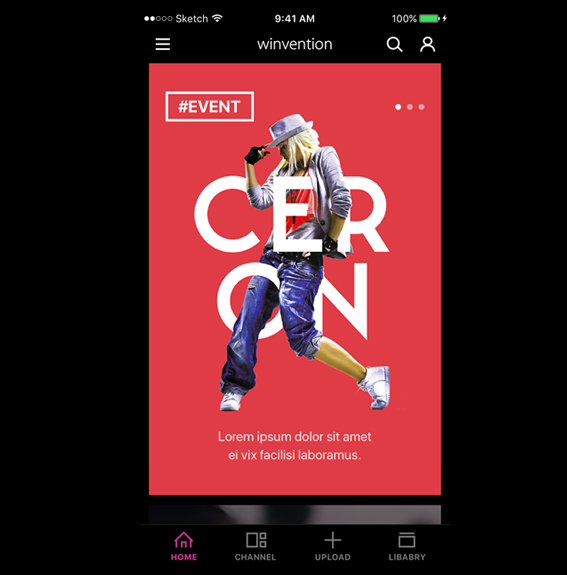 Sketch 9:41 AM 100%
winvention
#EVENT
CER
ON
Lorem ipsum dolor sit amet
ei vix facilisi laboramus.
HOME CHANNEL UPLOAD LIBABRY